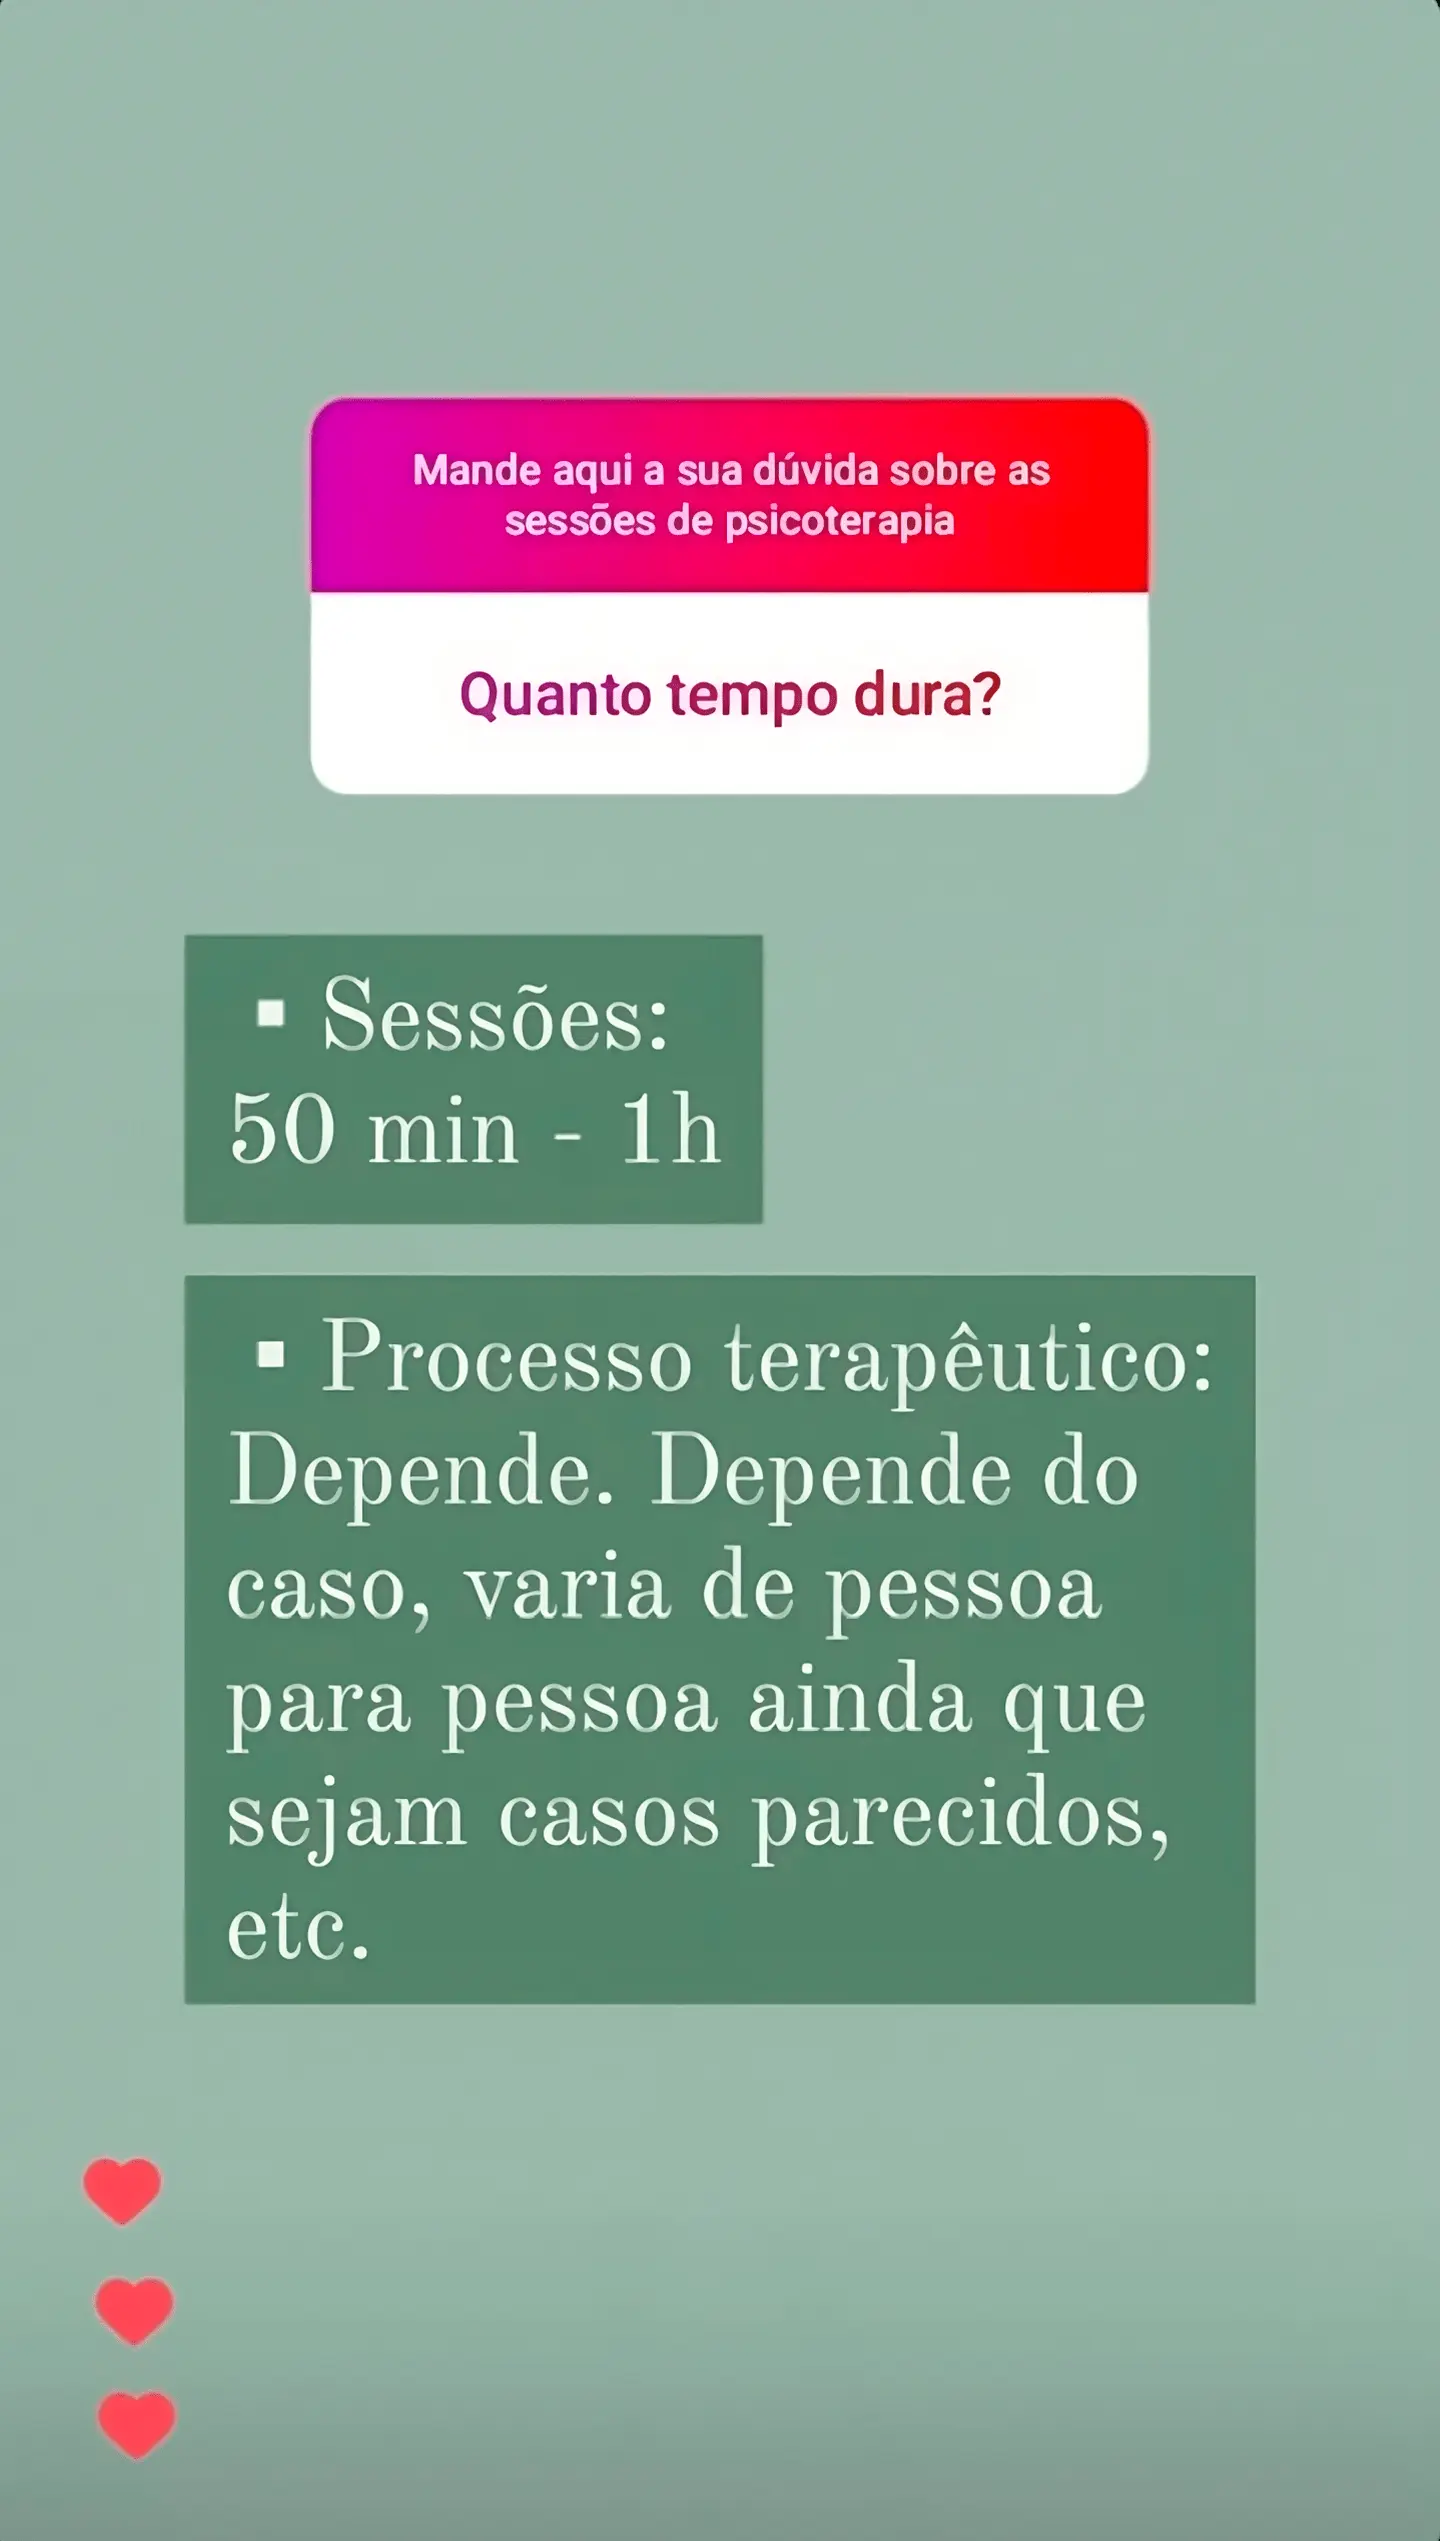 Mande aqui a sua dúvida sobre as
sessões de psicoterapia
Quanto tempo dura?
▪ Sessões:
50 min - 1h
▪ Processo terapêutico:
Depende. Depende do
caso, varia de pessoa
para pessoa ainda que
sejam casos parecidos,
etc.